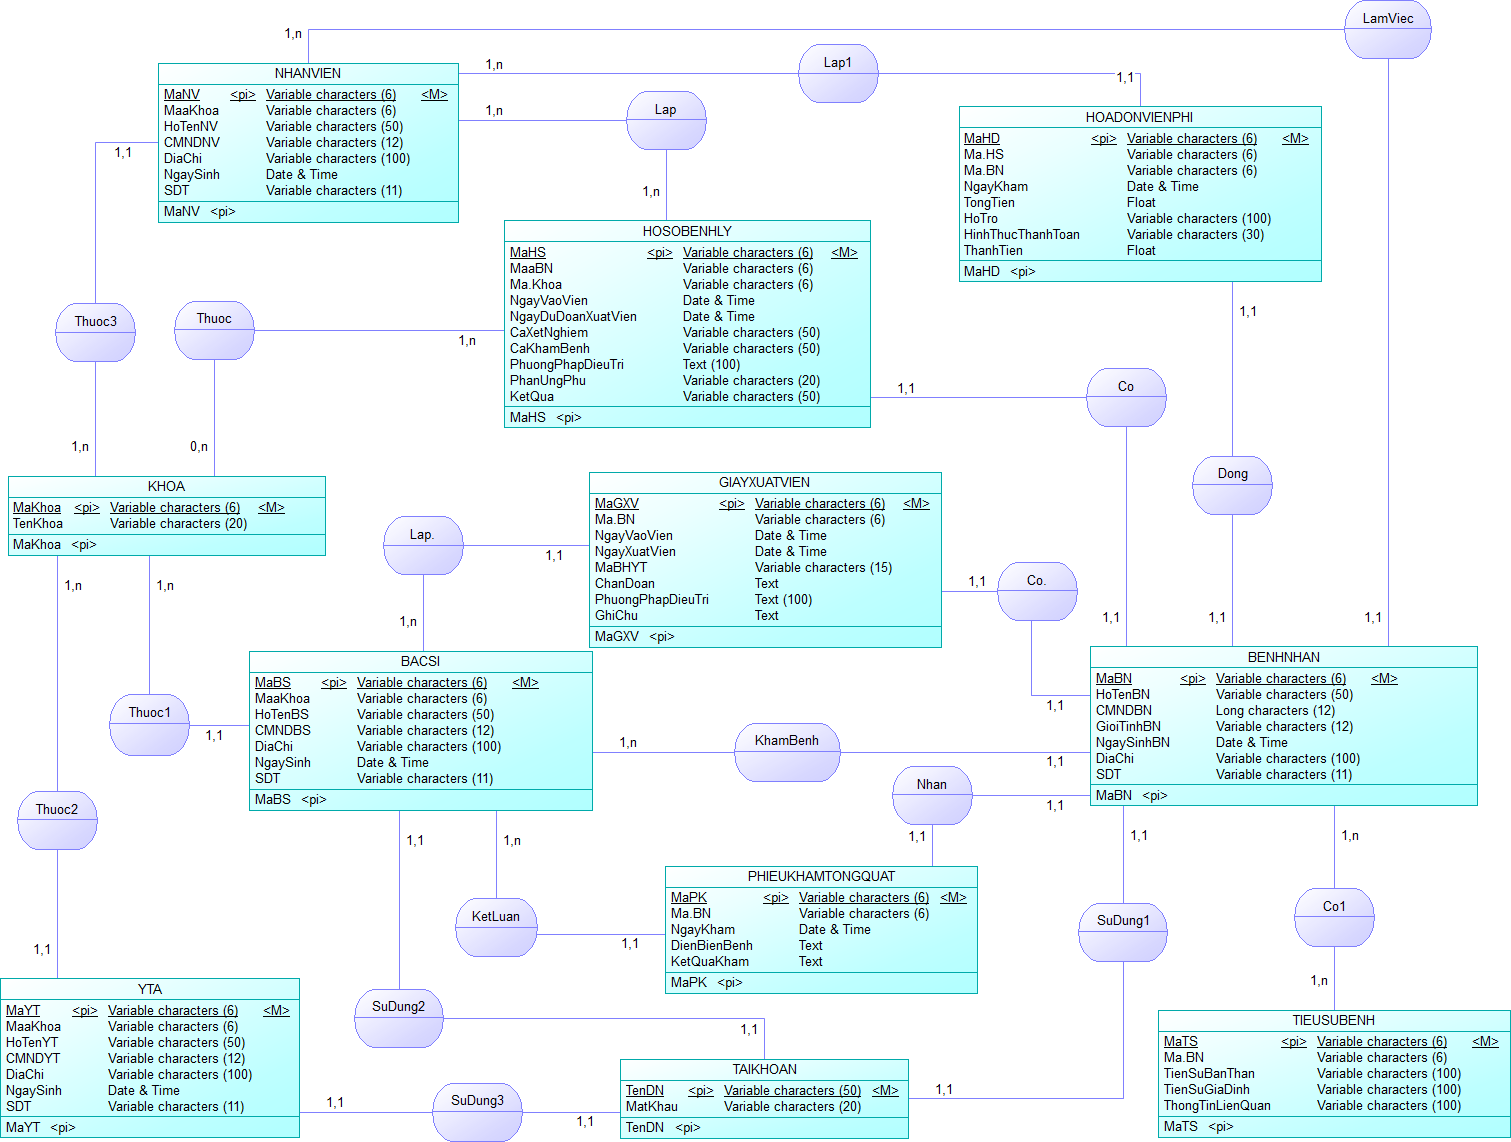 LamViec
1,n
Lap1
1,n
1,1
NHANVIEN
MaNV <pi> Variable characters (6) <M>
MaaKhoa Variable characters (6)
HoTenNV Variable characters (50)
CMNDNV Variable characters (12)
DiaChi Variable characters (100)
NgaySinh Date & Time
SDT Variable characters (11)
MaNV <pi>
1,n
Lap
1,1
1,n
HOADONVIENPHI
MaHD <pi> Variable characters (6) <M>
Ma.HS Variable characters (6)
Ma.BN Variable characters (6)
NgayKham Date & Time
TongTien Float
HoTro Variable characters (100)
HinhThucThanhToan Variable characters (30)
ThanhTien Float
MaHD <pi>
HOSOBENHLY
MaHS <pi> Variable characters (6) <M>
MaaBN Variable characters (6)
Ma.Khoa Variable characters (6)
NgayVaoVien Date & Time
NgayDuDoanXuatVien Date & Time
CaXetNghiem Variable characters (50)
CaKhamBenh Variable characters (50)
PhuongPhapDieuTri Text (100)
PhanUngPhu Variable characters (20)
KetQua Variable characters (50)
MaHS <pi>
Thuoc3
Thuoc
1,n
1,1
1,1
Co
1,n
0,n
Dong
KHOA
MaKhoa <pi> Variable characters (6) <M>
TenKhoa Variable characters (20)
MaKhoa <pi>
GIAYXUATVIEN
MaGXV <pi> Variable characters (6) <M>
Ma.BN Variable characters (6)
NgayVaoVien Date & Time
NgayXuatVien Date & Time
MaBHYT Variable characters (15)
ChanDoan Text
PhuongPhapDieuTri Text (100)
GhiChu Text
MaGXV <pi>
Lap.
1,1
1,1
Co.
1,n
1,n
1,n
1,1
1,1
1,1
BACSI
MaBS <pi> Variable characters (6) <M>
MaaKhoa Variable characters (6)
HoTenBS Variable characters (50)
CMNDBS Variable characters (12)
DiaChi Variable characters (100)
NgaySinh Date & Time
SDT Variable characters (11)
MaBS <pi>
BENHNHAN
MaBN <pi> Variable characters (6) <M>
HoTenBN Variable characters (50)
CMNDBN Long characters (12)
GioiTinhBN Variable characters (12)
NgaySinhBN Date & Time
DiaChi Variable characters (100)
SDT Variable characters (11)
MaBN <pi>
1,1
Thuoc1
1,1
1,n
KhamBenh
1,1
Nhan
1,1
1,1
Thuoc2
1,1
1,n
1,1
1,n
PHIEUKHAMTONGQUAT
MaPK <pi> Variable characters (6) <M>
Ma.BN Variable characters (6)
NgayKham Date & Time
DienBienBenh Text
KetQuaKham Text
MaPK <pi>
KetLuan
1,1
SuDung1
Co1
1,1
1,n
YTA
MaYT <pi> Variable characters (6) <M>
MaaKhoa Variable characters (6)
HoTenYT Variable characters (50)
CMNDYT Variable characters (12)
DiaChi Variable characters (100)
NgaySinh Date & Time
SDT Variable characters (11)
MaYT <pi>
SuDung2
1,1
TIEUSUBENH
MaTS <pi> Variable characters (6) <M>
Ma.BN Variable characters (6)
TienSuBanThan Variable characters (100)
TienSuGiaDinh Variable characters (100)
ThongTinLienQuan Variable characters (100)
MaTS <pi>
TAIKHOAN
TenDN <pi> Variable characters (50) <M>
MatKhau Variable characters (20)
TenDN <pi>
1,1
1,1
SuDung3
1,1